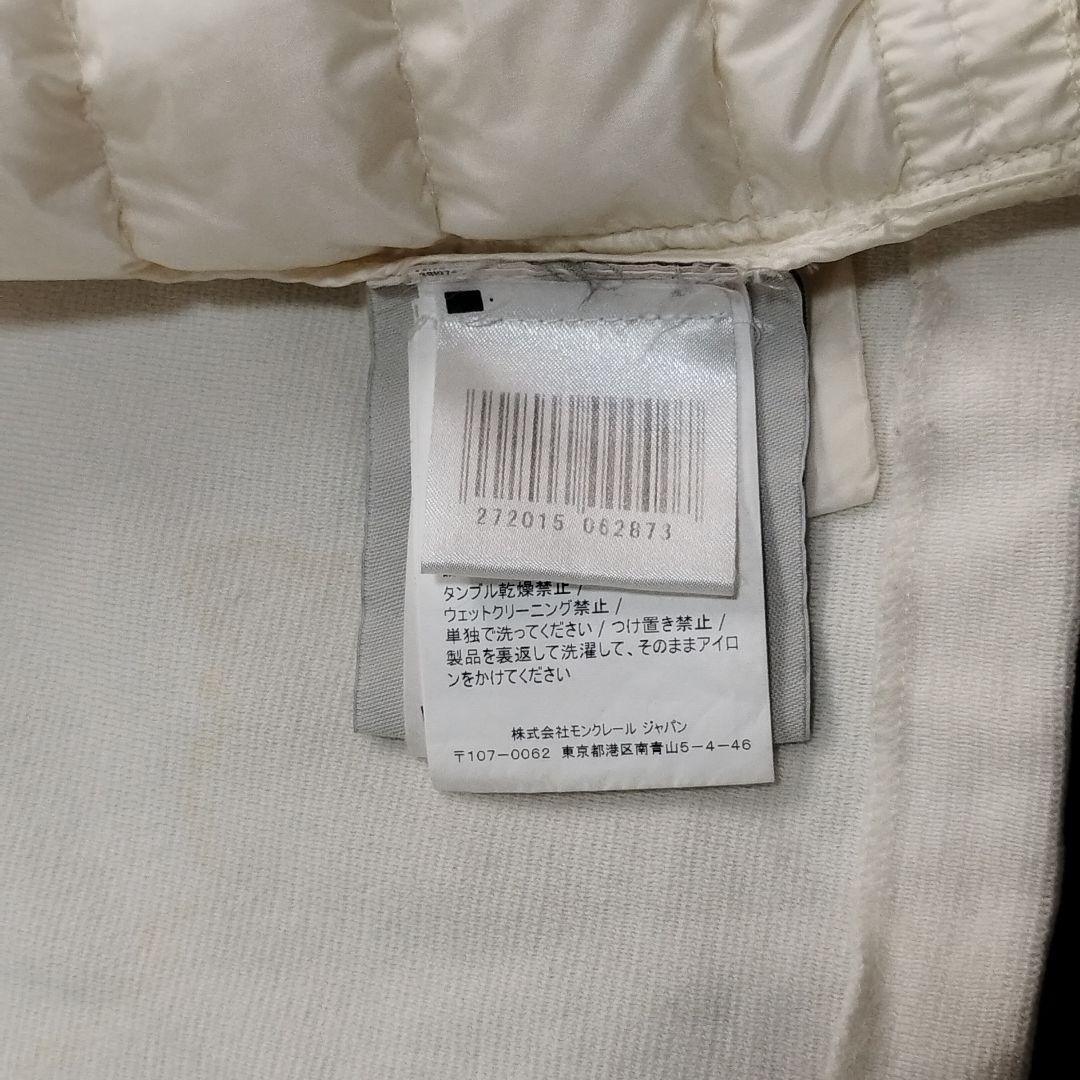 272015 062873
タンブル乾燥禁止 /
ウェットクリーニング禁止 /
単独で洗ってください / つけ置き禁止 /
製品を裏返して洗濯して、そのままアイロ
ンをかけてください
株式会社モンクレール ジャパン
〒107-0062 東京都港区南青山5-4-46